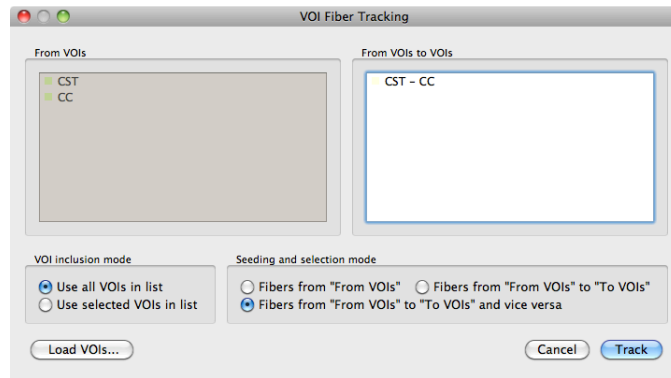 VOI Fiber Tracking
From VOIs
CST
CC
From VOIs to VOIs
CST - CC
VOI inclusion mode
Use all VOIs in list
Use selected VOIs in list
Seeding and selection mode
Fibers from "From VOIs"
Fibers from "From VOIs" to "To VOIs"
Fibers from "From VOIs" to "To VOIs" and vice versa
Load VOIs...
Cancel
Track